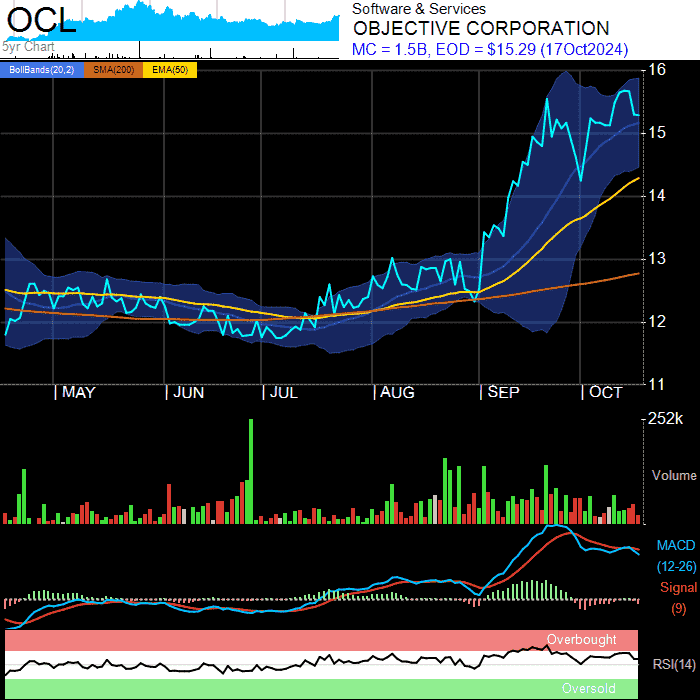 OCL
5yr Chart
Software & Services
OBJECTIVE CORPORATION
MC = 1.5B, EOD = $15.29 (17Oct2024)
BollBands(20,2) SMA(200) EMA(50)
16
15
14
13
12
11
MAY JUN JUL AUG SEP OCT
252k
Volume
MACD
(12-26)
Signal
(9)
Overbought
RSI(14)
Oversold